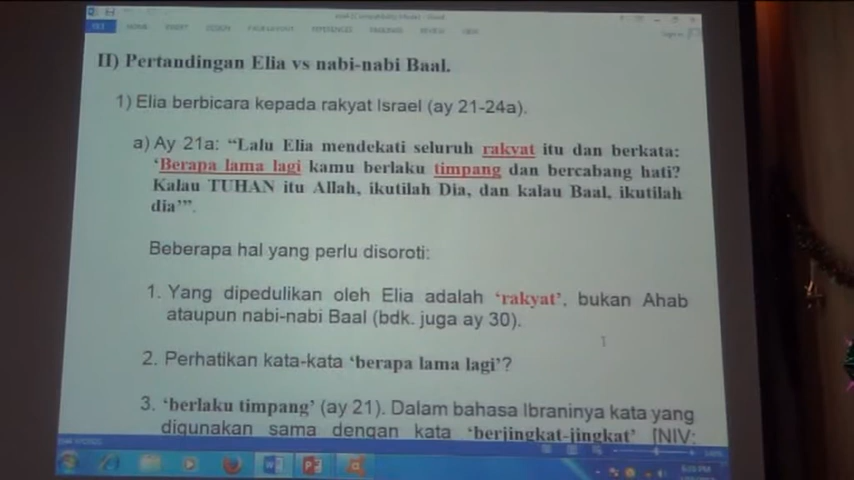 II) Pertandingan Elia vs nabi-nabi Baal.
1) Elia berbicara kepada rakyat Israel (ay 21-24a).
a) Ay 21a: “Lalu Elia mendekati seluruh rakyat itu dan berkata:
‘Berapa lama lagi kamu berlaku timpang dan bercabang hati?
Kalau TUHAN itu Allah, ikutilah Dia, dan kalau Baal, ikutilah
dia’”.
Beberapa hal yang perlu disoroti:
1. Yang dipedulikan oleh Elia adalah ‘rakyat’, bukan Ahab
ataupun nabi-nabi Baal (bdk. juga ay 30).
2. Perhatikan kata-kata ‘berapa lama lagi’?
3. ‘berlaku timpang’ (ay 21). Dalam bahasa Ibraninya kata yang
digunakan sama dengan kata ‘berjingkat-jingkat’ [NIV: